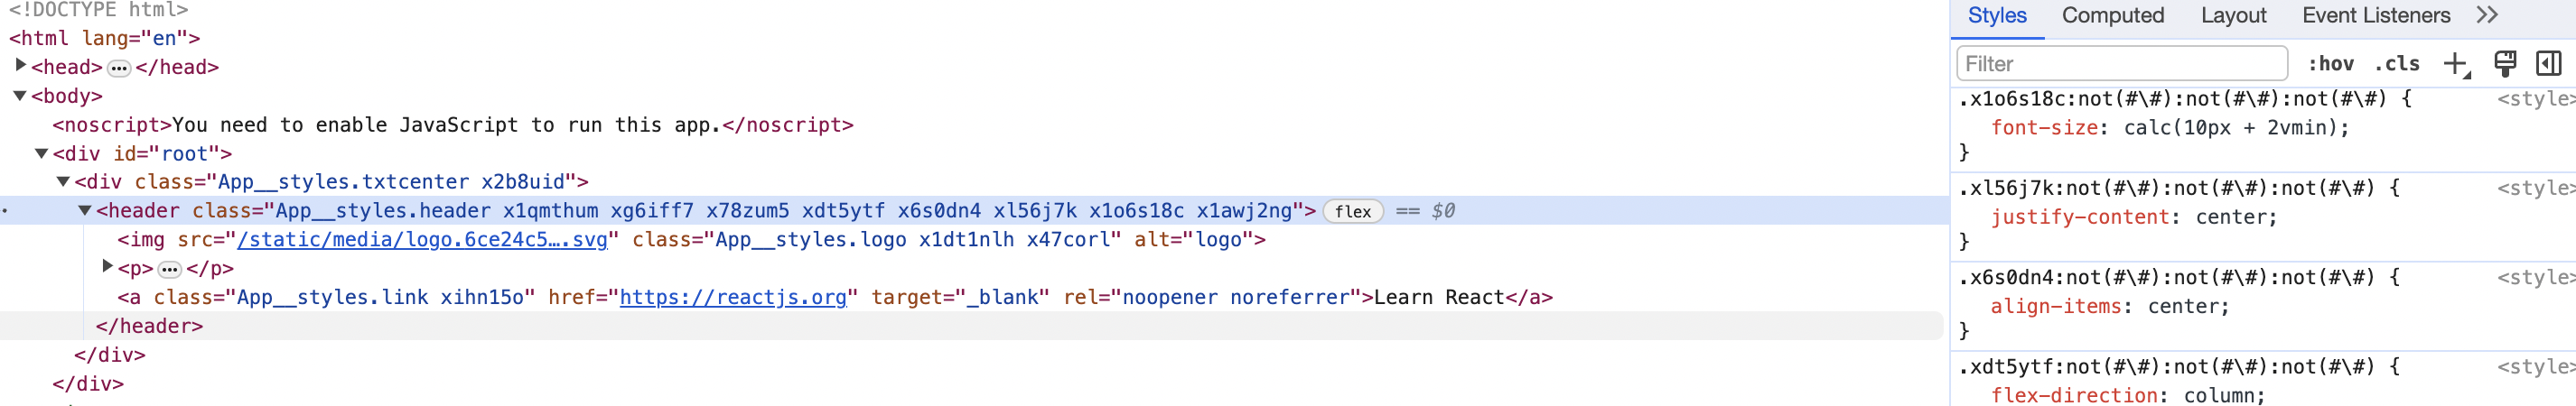 <!DOCTYPE html>
<html lang="en">
<head> ••• </head>
<body>
<noscript>You need to enable JavaScript to run this app.</noscript>
<div id="root">
<div class="App__styles.txtcenter x2b8uid">
<header class="App__styles.header x1qmthum xg6iff7 x78zum5 xdt5ytf x6s0dn4 xl56j7k x1o6s18c x1awj2ng"> flex == $0
<img src="/static/media/logo.6ce24c5….svg" class="App__styles.logo x1dt1nlh x47corl" alt="logo">
<p> ••• </p>
<a class="App__styles.link xihn15o" href="https://reactjs.org" target="_blank" rel="noopener noreferrer">Learn React</a>
</header>
</div>
</div>
Styles Computed Layout Event Listeners
Filter :hov .cls
.x1o6s18c:not(#\#):not(#\#):not(#\#) { <style>
font-size: calc(10px + 2vmin);
}
.xl56j7k:not(#\#):not(#\#):not(#\#) { <style>
justify-content: center;
}
.x6s0dn4:not(#\#):not(#\#):not(#\#) { <style>
align-items: center;
}
.xdt5ytf:not(#\#):not(#\#):not(#\#) { <style>
flex-direction: column;